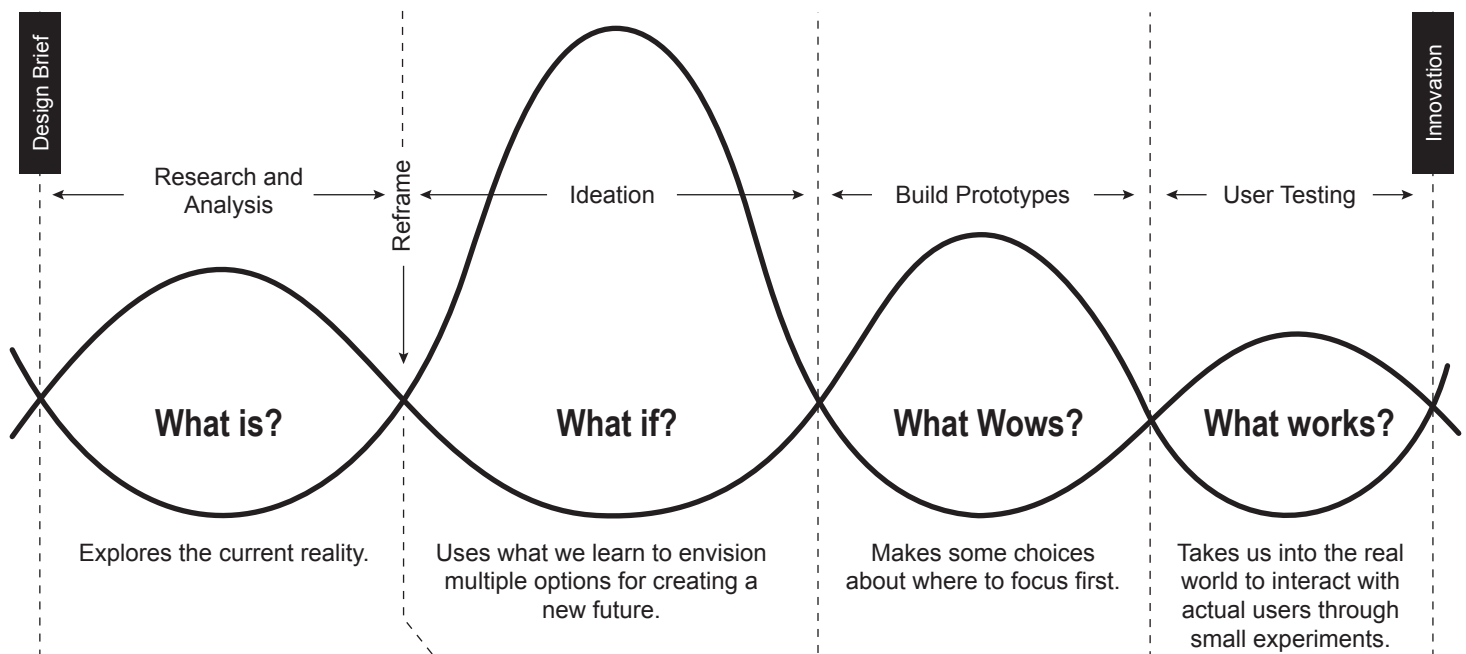 Design Brief
Innovation
Research and
Analysis
Reframe
Ideation
Build Prototypes
User Testing
What is?
What if?
What Wows?
What works?
Explores the current reality.
Uses what we learn to envision
multiple options for creating a
new future.
Makes some choices
about where to focus first.
Takes us into the real
world to interact with
actual users through
small experiments.